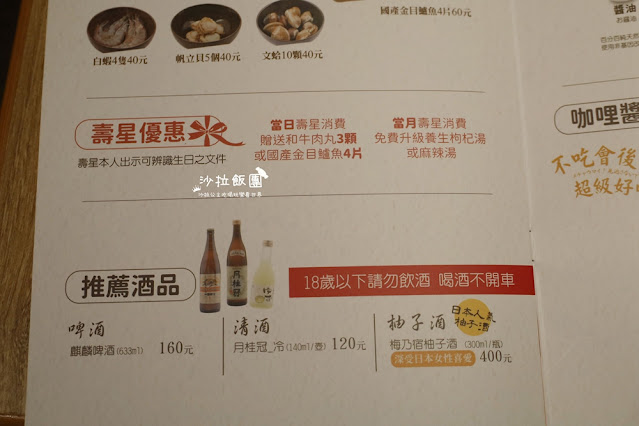 國產金目鱸魚4片60元
白蝦4隻40元
帆立貝5個40元
文蛤10顆40元
醬油
壽星優惠
壽星本人出示可辨識生日之文件
當日壽星消費
贈送和牛肉丸3顆
或國產金目鱸魚4片
當月壽星消費
免費升級養生枸杞湯
或麻辣湯
沙拉飯團
咖哩醬
不吃會後
超級好
推薦酒品
18歲以下請勿飲酒 喝酒不開車
啤酒
麒麟啤酒(633ml) 160元
清酒
月桂冠_冷(140ml/壺) 120元
柚子酒
日本人氣
柚子酒
梅乃宿柚子酒 (300ml/瓶)
深受日本女性喜愛 400元